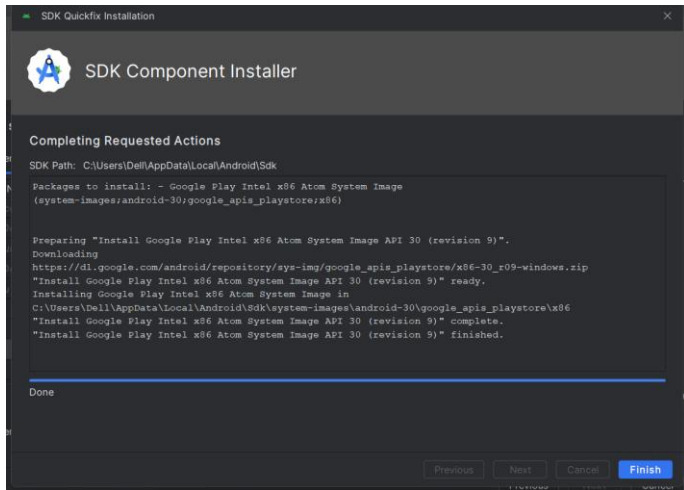 SDK Quickfix Installation
SDK Component Installer
Completing Requested Actions
SDK Path: C:\Users\Dell\AppData\Local\Android\Sdk
Packages to install: - Google Play Intel x86 Atom System Image
(system-images;android-30;google_apis_playstore;x86)
Preparing "Install Google Play Intel x86 Atom System Image API 30 (revision 9)".
Downloading
https://dl.google.com/android/repository/sys-img/google_apis_playstore/x86-30_r09-windows.zip
"Install Google Play Intel x86 Atom System Image API 30 (revision 9)" ready.
Installing Google Play Intel x86 Atom System Image in
C:\Users\Dell\AppData\Local\Android\Sdk\system-images\android-30\google_apis_playstore\x86
"Install Google Play Intel x86 Atom System Image API 30 (revision 9)" complete.
"Install Google Play Intel x86 Atom System Image API 30 (revision 9)" finished.
Done
Previous Next Cancel Finish